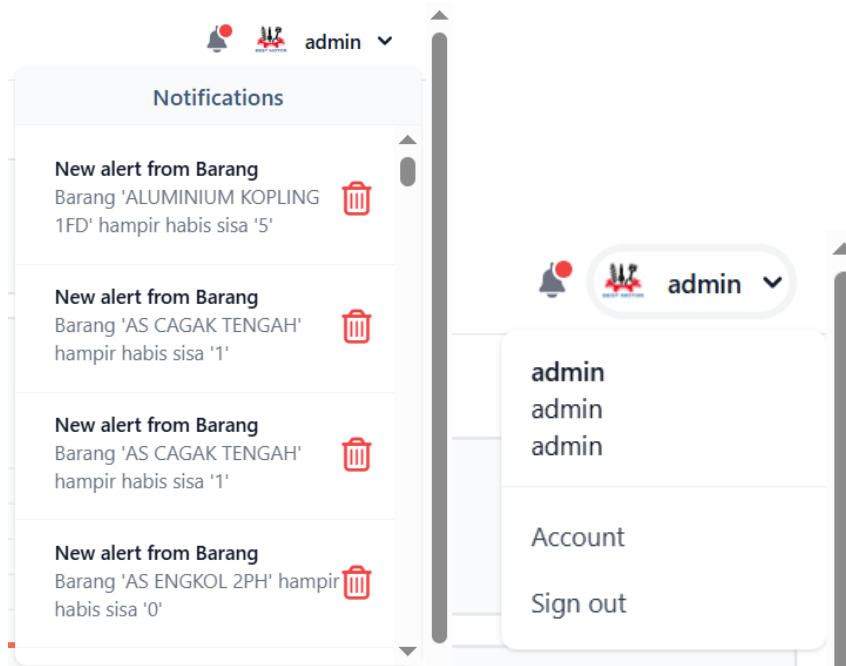 admin
Notifications
New alert from Barang
Barang 'ALUMINIUM KOPLING
1FD' hampir habis sisa '5'
New alert from Barang
Barang 'AS CAGAK TENGAH'
hampir habis sisa '1'
New alert from Barang
Barang 'AS CAGAK TENGAH'
hampir habis sisa '1'
New alert from Barang
Barang 'AS ENGKOL 2PH' hampir
habis sisa '0'
BEST MOTOR
admin
admin
admin
admin
Account
Sign out